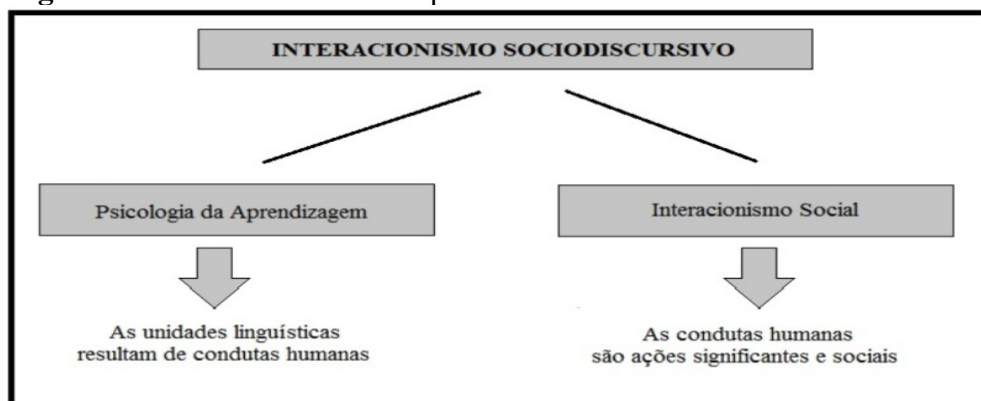 INTERACIONISMO SOCIODISCURSIVO
Psicologia da Aprendizagem
Interacionismo Social
As unidades linguísticas
resultam de condutas humanas
As condutas humanas
são ações significantes e sociais